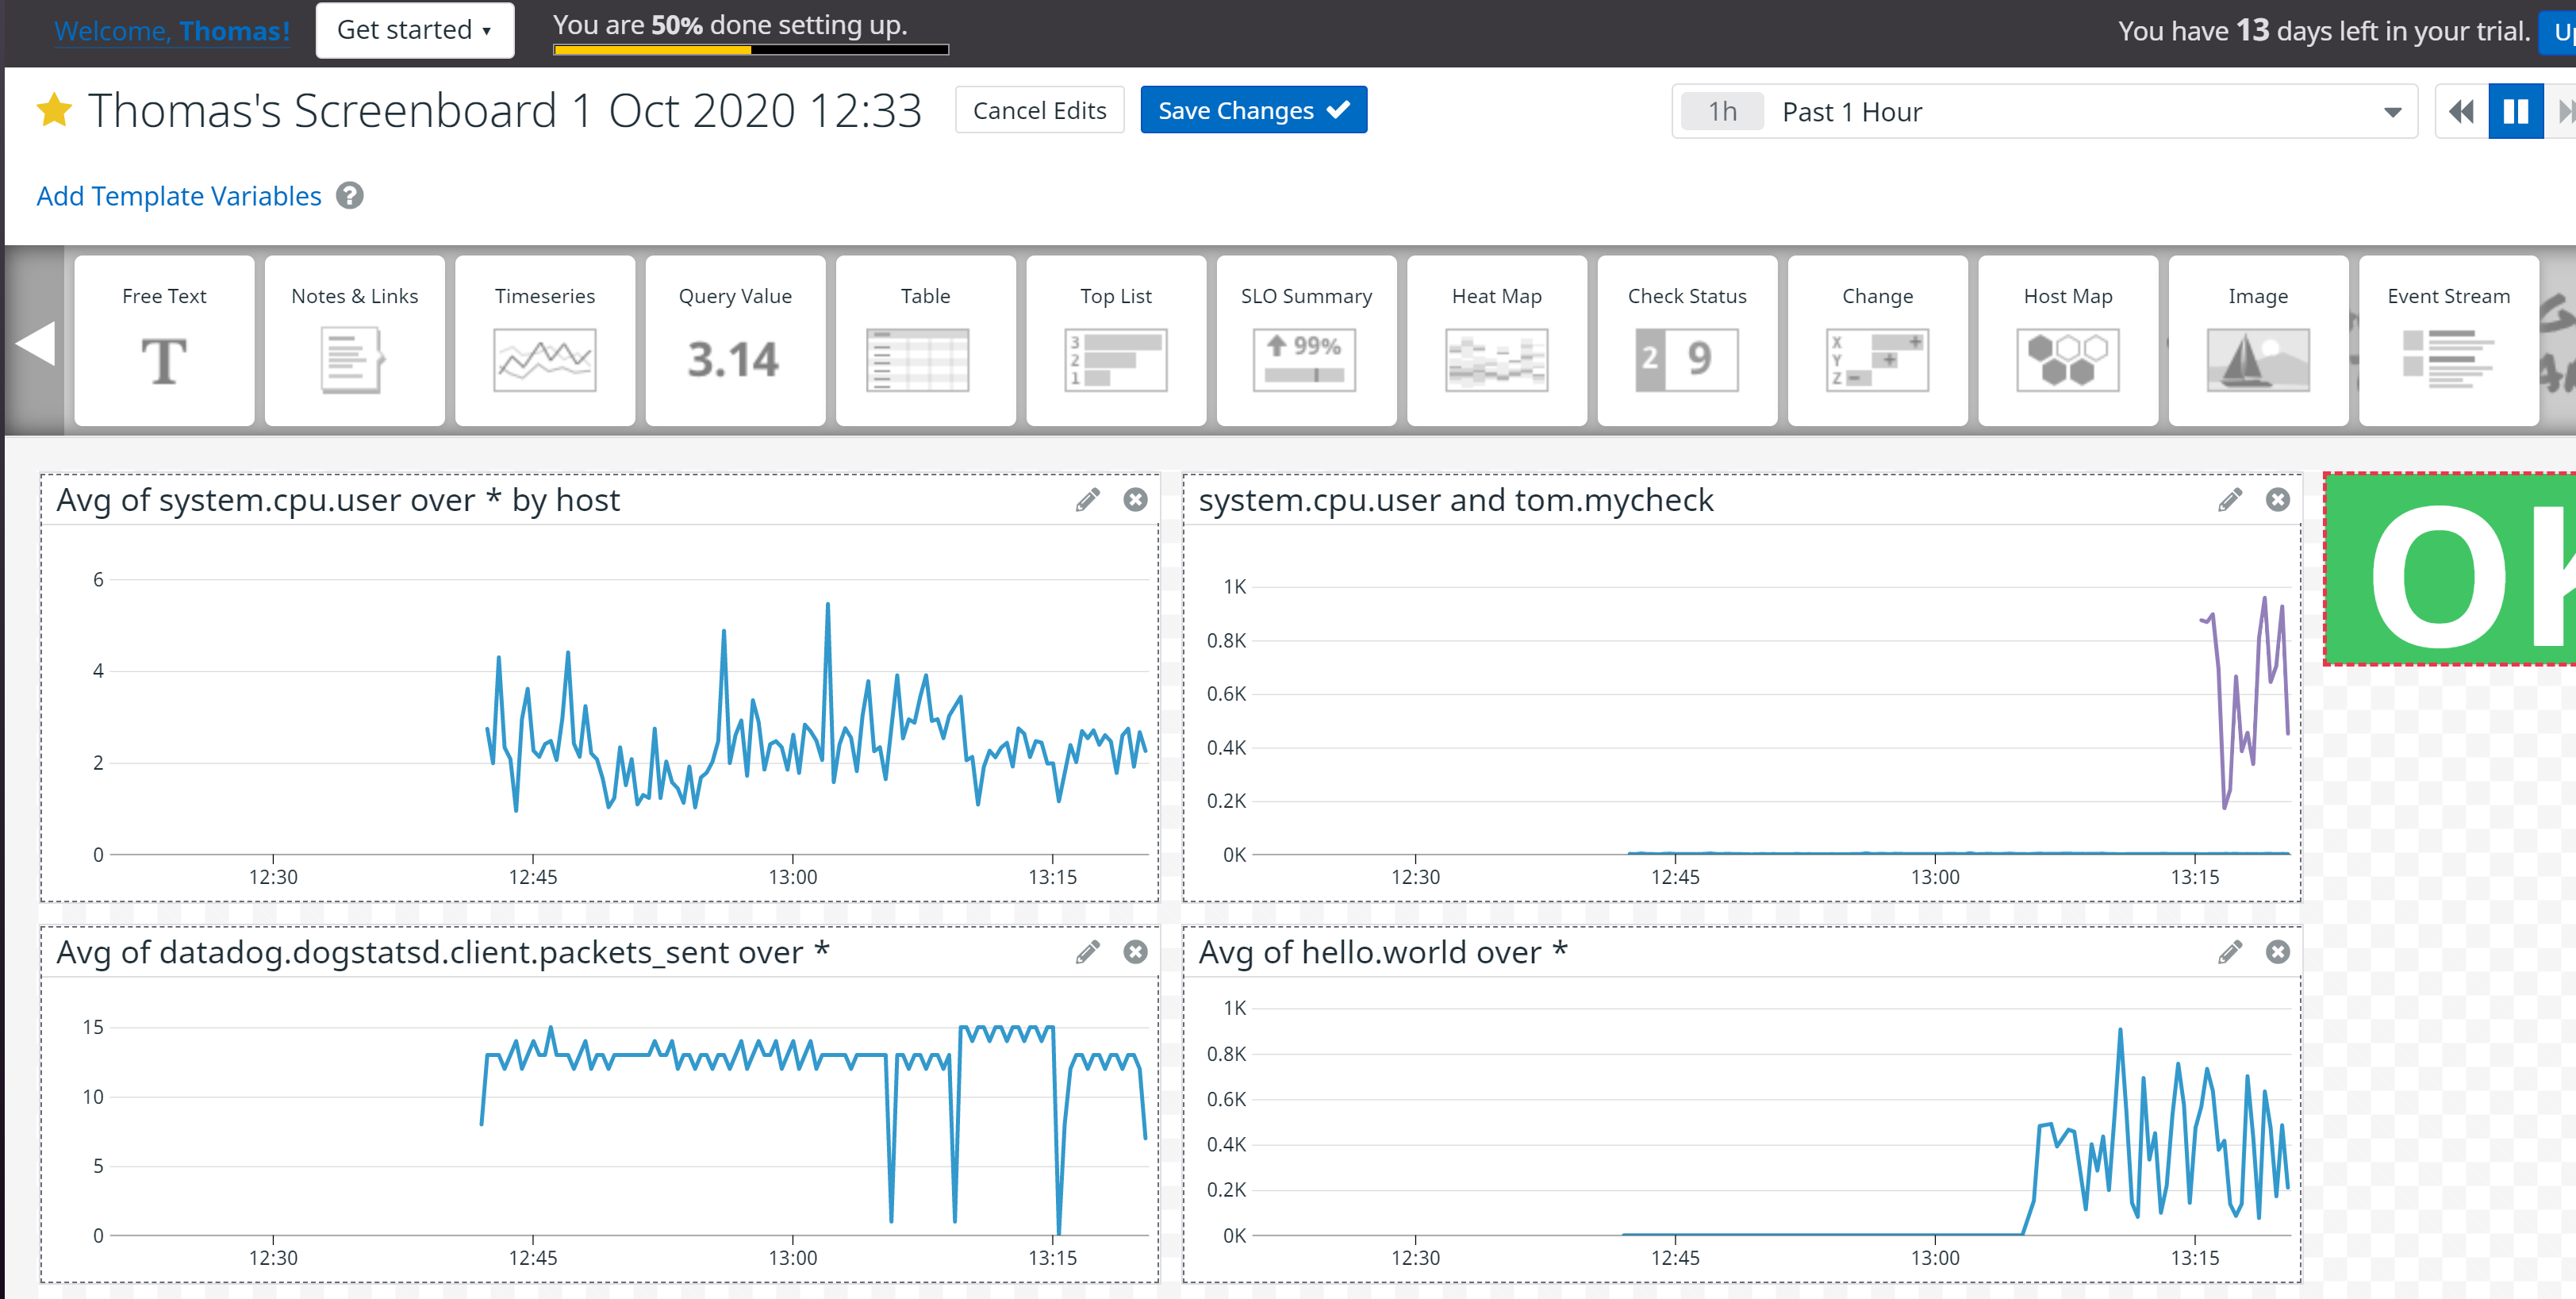 Welcome, Thomas!
Get started ▾
You are 50% done setting up.
You have 13 days left in your trial.
Thomas's Screenboard 1 Oct 2020 12:33
Cancel Edits
Save Changes
1h Past 1 Hour
Add Template Variables ?
Free Text
Notes & Links
Timeseries
Query Value
Table
Top List
SLO Summary
Heat Map
Check Status
Change
Host Map
Image
Event Stream
T
3.14
3
2
1
99%
2 9
X
Y
Z
Avg of system.cpu.user over * by host
6
4
2
0
12:30 12:45 13:00 13:15
system.cpu.user and tom.mycheck
1K
0.8K
0.6K
0.4K
0.2K
0K
12:30 12:45 13:00 13:15
OK
Avg of datadog.dogstatsd.client.packets_sent over *
15
10
5
0
12:30 12:45 13:00 13:15
Avg of hello.world over *
1K
0.8K
0.6K
0.4K
0.2K
0K
12:30 12:45 13:00 13:15